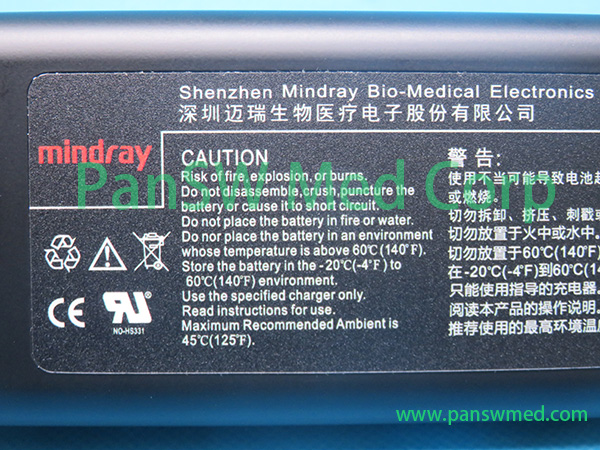 Shenzhen Mindray Bio-Medical Electronics
深圳迈瑞生物医疗电子股份有限公司
mindray
CAUTION
Risk of fire, explosion, or burns.
Do not disassemble, crush, puncture the
battery or cause it to short circuit.
Do not place the battery in fire or water.
Do nor place the battery in an environment
whose temperature is above 60℃(140℉).
Store the battery in the -20℃(-4℉) to
60℃(140℉) environment.
Use the specified charger only.
Read instructions for use.
Maximum Recommended Ambient is
45℃(125℉).
警告:
使用不当可能导致电池起
或燃烧。
切勿拆卸、挤压、刺戳或
切勿放置于火中或水中。
切勿放置于60℃(140℉)
在-20℃(-4℉)到60℃(14
只能使用指导的充电器。
阅读本产品的操作说明。
推荐使用的最高环境温度
CE
UL
NO-HS331
PanSW Med Corp
www.panswmed.com